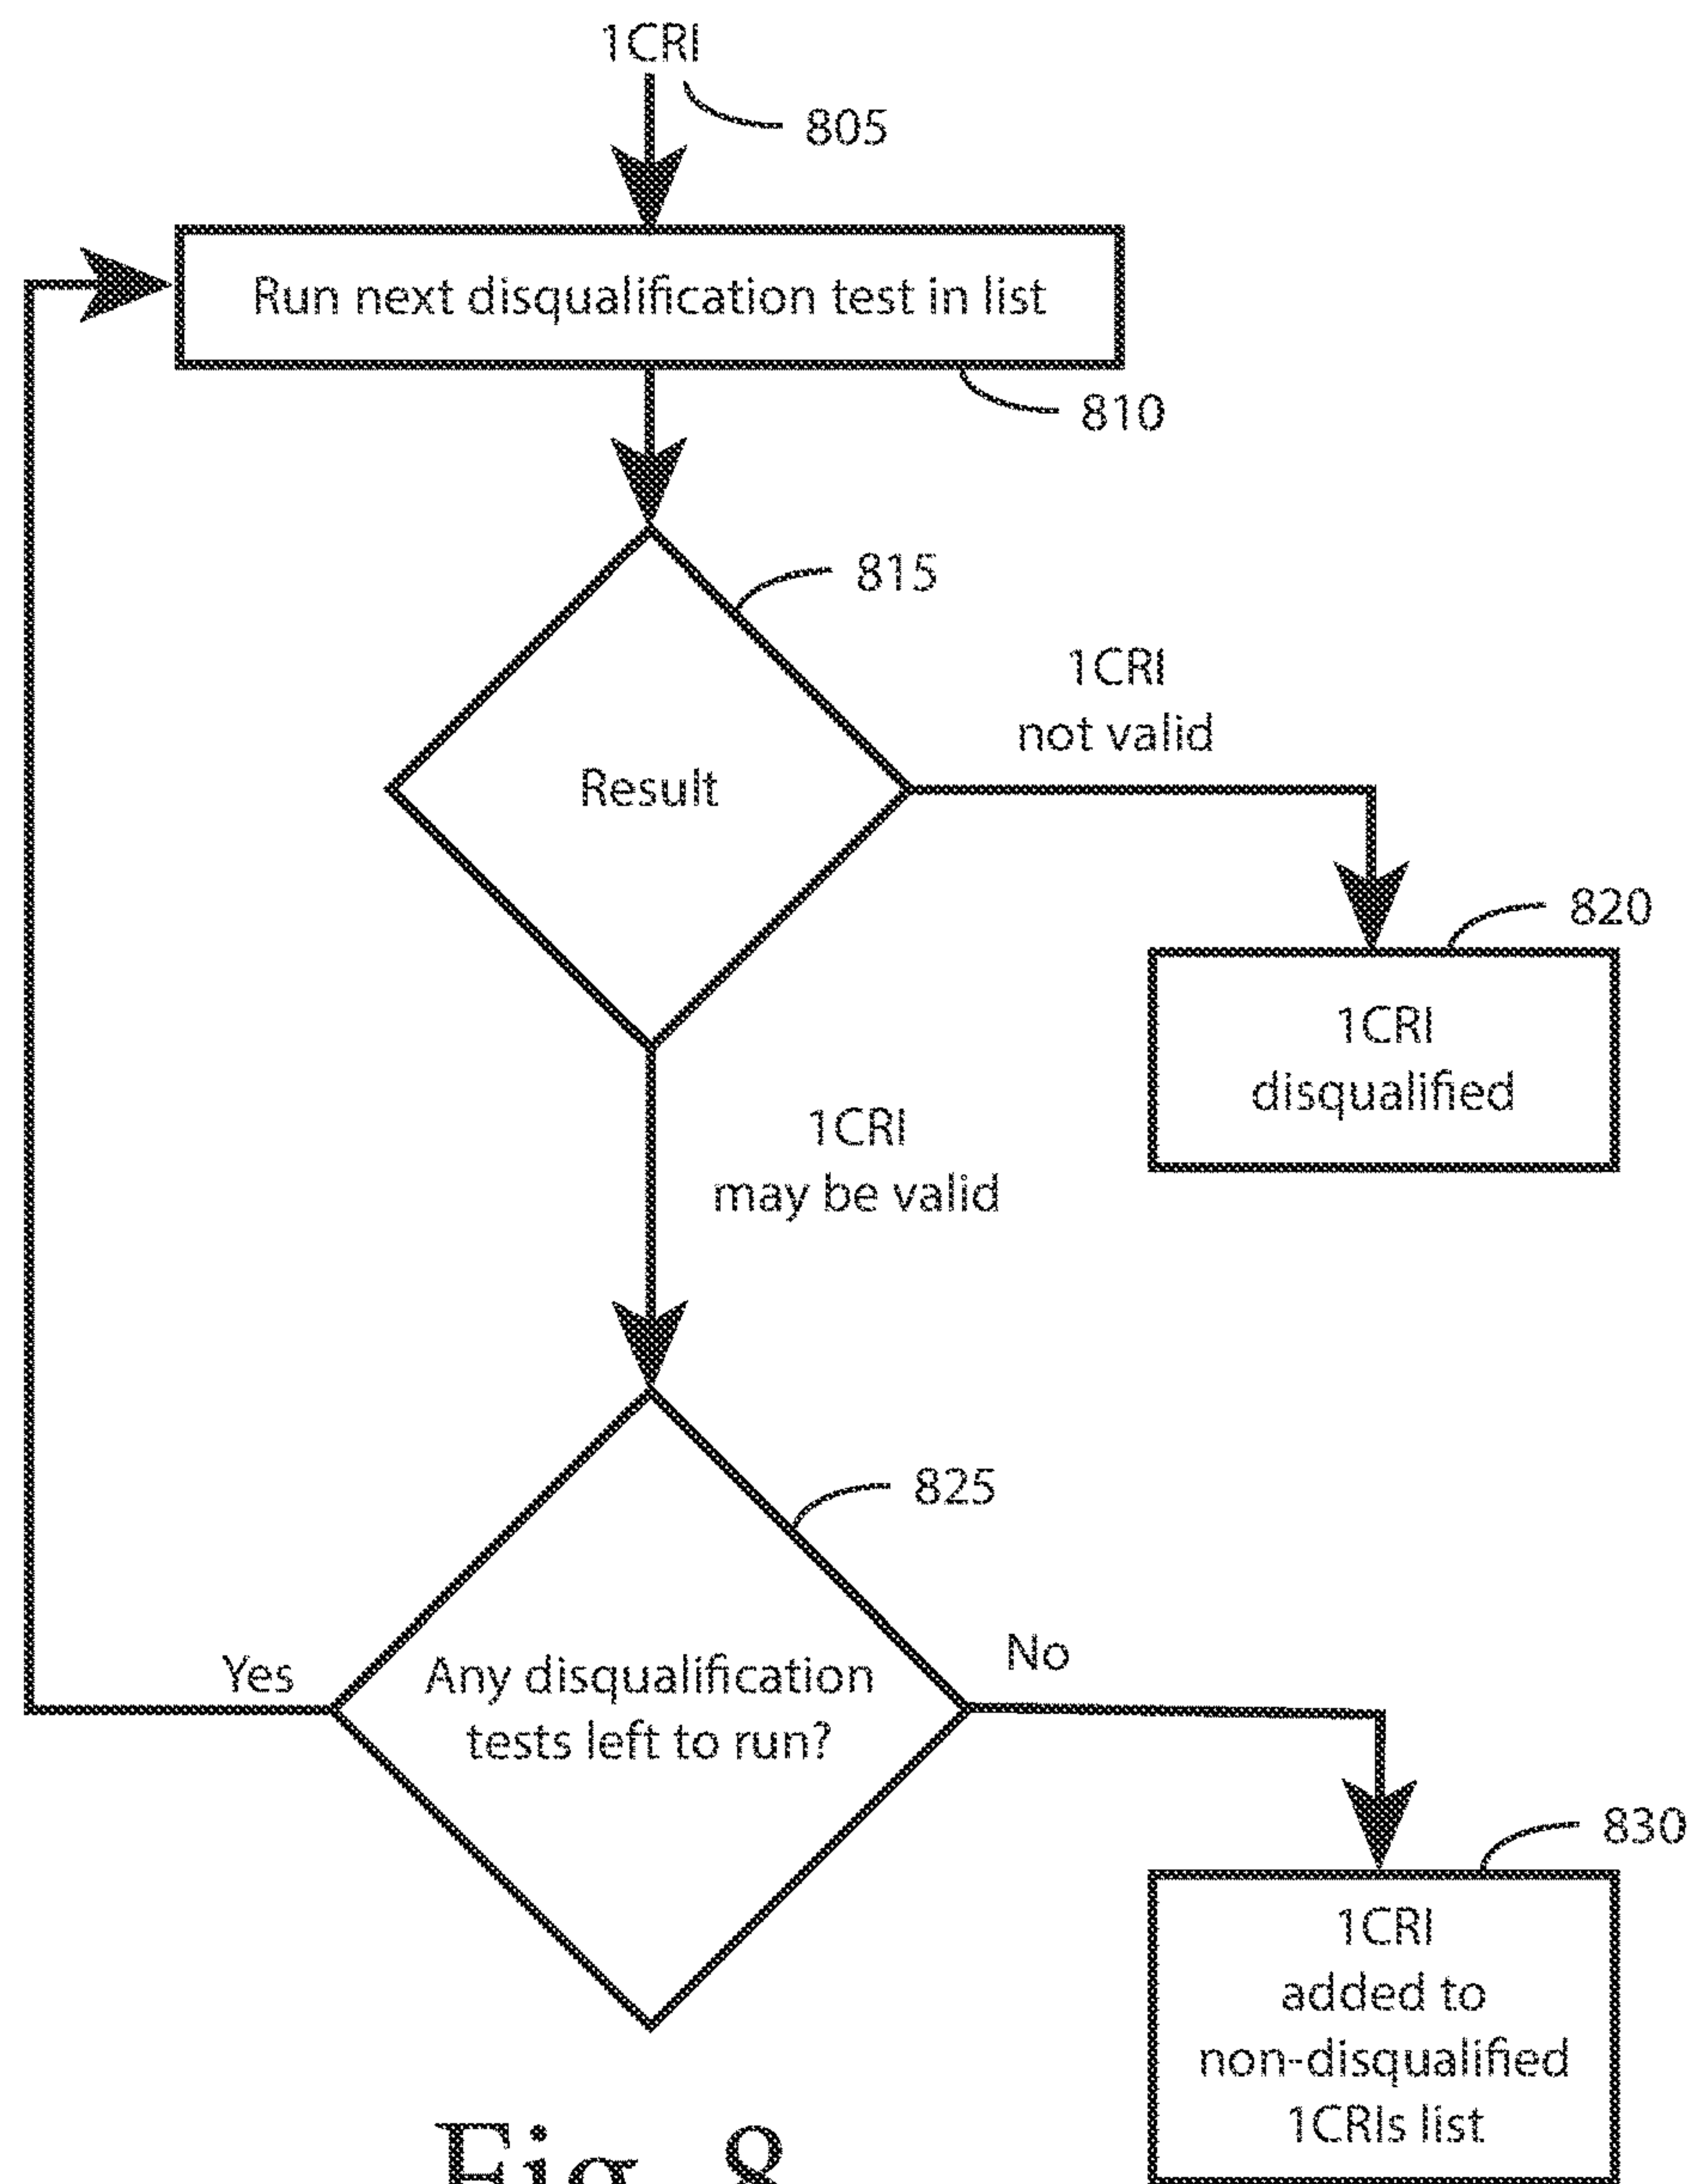 1CRI
805
Run next disqualification test in list
810
815
1CRI
not valid
Result
820
1CRI
disqualified
1CRI
may be valid
825
Yes
Any disqualification
tests left to run?
No
830
1CRI
added to
non-disqualified
1CRIs list
Fig. 8